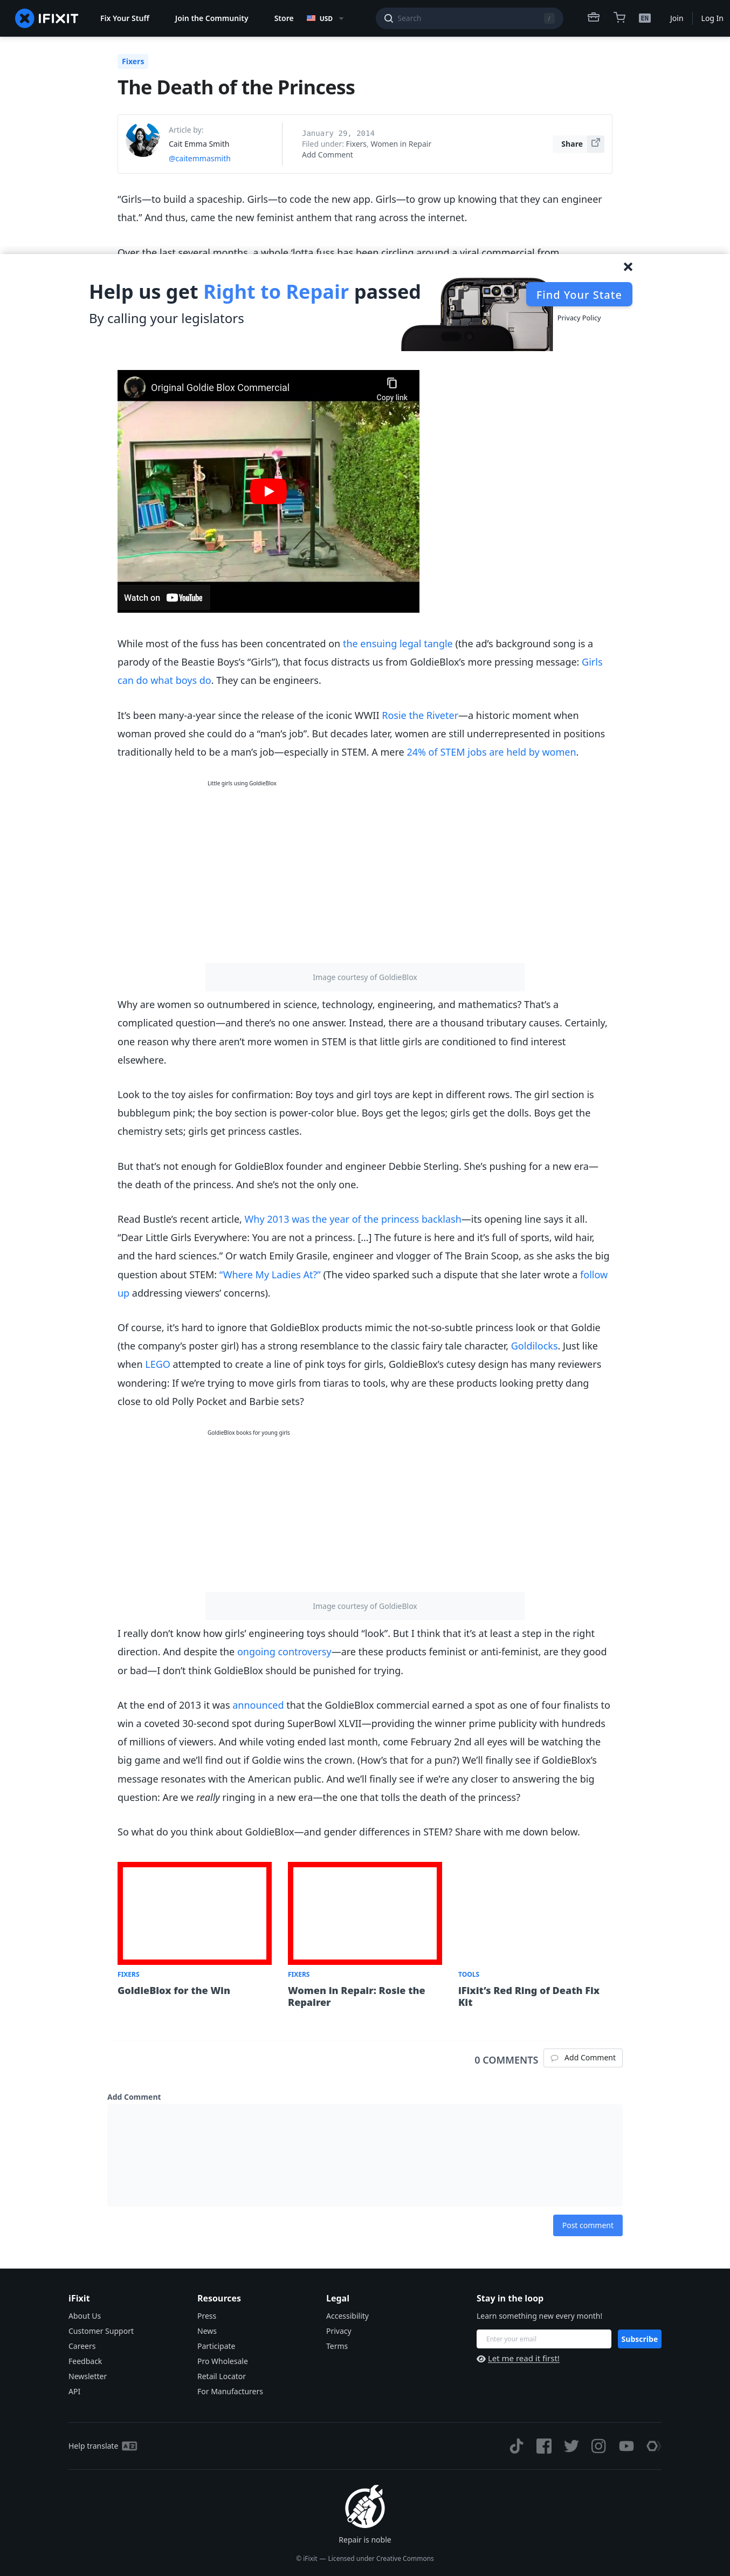 IFIXIT
Fix Your Stuff
Join the Community
Store
USD
Search
/
EN
Join
Log In
Fixers
The Death of the Princess
Article by:
Cait Emma Smith
@caitemmasmith
January 29, 2014
Filed under: Fixers, Women in Repair
Add Comment
Share
“Girls—to build a spaceship. Girls—to code the new app. Girls—to grow up knowing that they can engineer
that.” And thus, came the new feminist anthem that rang across the internet.
Over the last several months, a whole ‘lotta fuss has been circling around a viral commercial from
Help us get Right to Repair passed
By calling your legislators
Find Your State
Privacy Policy
Original Goldie Blox Commercial
Copy link
Watch on YouTube
While most of the fuss has been concentrated on the ensuing legal tangle (the ad’s background song is a
parody of the Beastie Boys’s “Girls”), that focus distracts us from GoldieBlox’s more pressing message: Girls
can do what boys do. They can be engineers.
It’s been many-a-year since the release of the iconic WWII Rosie the Riveter—a historic moment when
woman proved she could do a “man’s job”. But decades later, women are still underrepresented in positions
traditionally held to be a man’s job—especially in STEM. A mere 24% of STEM jobs are held by women.
Little girls using GoldieBlox
Image courtesy of GoldieBlox
Why are women so outnumbered in science, technology, engineering, and mathematics? That’s a
complicated question—and there’s no one answer. Instead, there are a thousand tributary causes. Certainly,
one reason why there aren’t more women in STEM is that little girls are conditioned to find interest
elsewhere.
Look to the toy aisles for confirmation: Boy toys and girl toys are kept in different rows. The girl section is
bubblegum pink; the boy section is power-color blue. Boys get the legos; girls get the dolls. Boys get the
chemistry sets; girls get princess castles.
But that’s not enough for GoldieBlox founder and engineer Debbie Sterling. She’s pushing for a new era—
the death of the princess. And she’s not the only one.
Read Bustle’s recent article, Why 2013 was the year of the princess backlash—its opening line says it all.
“Dear Little Girls Everywhere: You are not a princess. [...] The future is here and it’s full of sports, wild hair,
and the hard sciences.” Or watch Emily Grasile, engineer and vlogger of The Brain Scoop, as she asks the big
question about STEM: “Where My Ladies At?” (The video sparked such a dispute that she later wrote a follow
up addressing viewers’ concerns).
Of course, it’s hard to ignore that GoldieBlox products mimic the not-so-subtle princess look or that Goldie
(the company’s poster girl) has a strong resemblance to the classic fairy tale character, Goldilocks. Just like
when LEGO attempted to create a line of pink toys for girls, GoldieBlox’s cutesy design has many reviewers
wondering: If we’re trying to move girls from tiaras to tools, why are these products looking pretty dang
close to old Polly Pocket and Barbie sets?
GoldieBlox books for young girls
Image courtesy of GoldieBlox
I really don’t know how girls’ engineering toys should “look”. But I think that it’s at least a step in the right
direction. And despite the ongoing controversy—are these products feminist or anti-feminist, are they good
or bad—I don’t think GoldieBlox should be punished for trying.
At the end of 2013 it was announced that the GoldieBlox commercial earned a spot as one of four finalists to
win a coveted 30-second spot during SuperBowl XLVII—providing the winner prime publicity with hundreds
of millions of viewers. And while voting ended last month, come February 2nd all eyes will be watching the
big game and we’ll find out if Goldie wins the crown. (How’s that for a pun?) We’ll finally see if GoldieBlox’s
message resonates with the American public. And we’ll finally see if we’re any closer to answering the big
question: Are we really ringing in a new era—the one that tolls the death of the princess?
So what do you think about GoldieBlox—and gender differences in STEM? Share with me down below.
FIXERS
GoldieBlox for the Win
FIXERS
Women in Repair: Rosie the
Repairer
TOOLS
iFixit’s Red Ring of Death Fix
Kit
0 COMMENTS
Add Comment
Add Comment
Post comment
iFixit
About Us
Customer Support
Careers
Feedback
Newsletter
API
Resources
Press
News
Participate
Pro Wholesale
Retail Locator
For Manufacturers
Legal
Accessibility
Privacy
Terms
Stay in the loop
Learn something new every month!
Enter your email
Subscribe
Let me read it first!
Help translate
Repair is noble
© iFixit — Licensed under Creative Commons